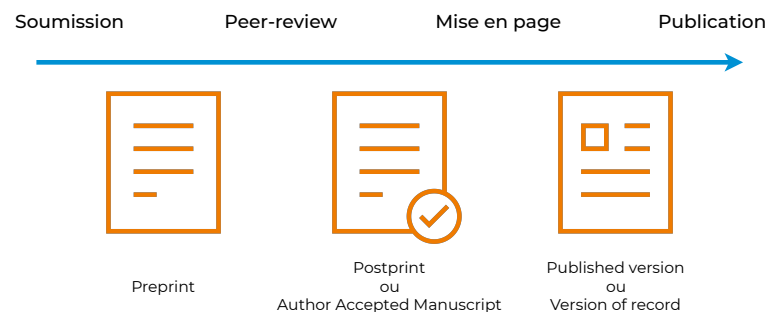 Soumission Peer-review Mise en page Publication
Preprint
Postprint
ou
Author Accepted Manuscript
Published version
ou
Version of record